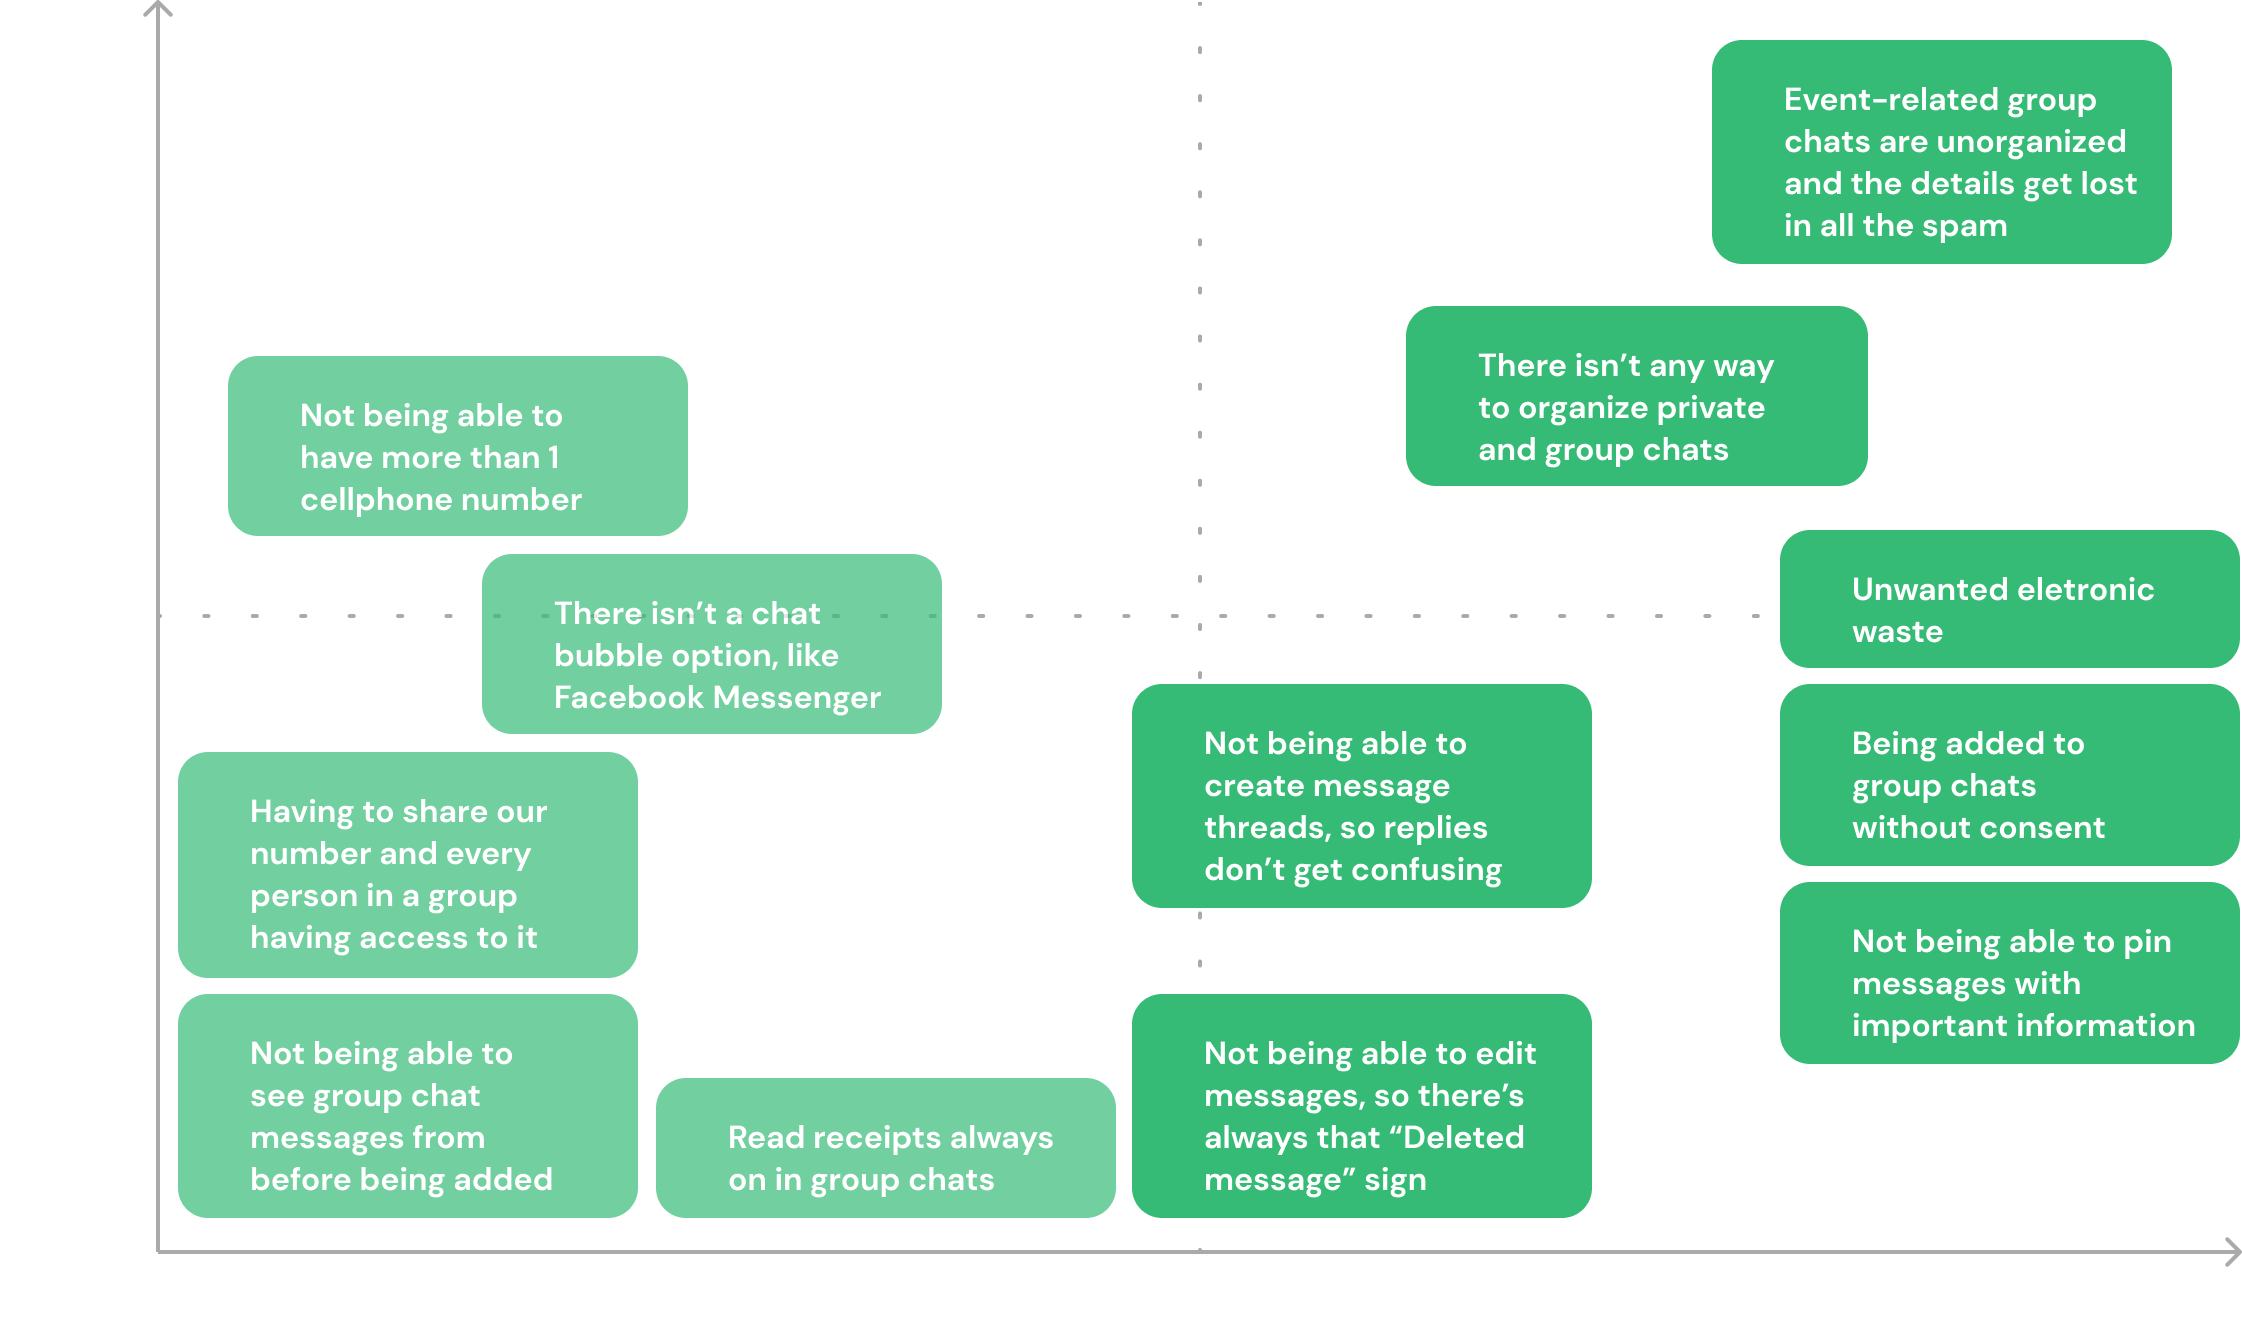 Event-related group
chats are unorganized
and the details get lost
in all the spam
There isn’t any way
to organize private
and group chats
Not being able to
have more than 1
cellphone number
There isn’t a chat
bubble option, like
Facebook Messenger
Unwanted eletronic
waste
Not being able to
create message
threads, so replies
don’t get confusing
Being added to
group chats
without consent
Having to share our
number and every
person in a group
having access to it
Not being able to pin
messages with
important information
Not being able to
see group chat
messages from
before being added
Read receipts always
on in group chats
Not being able to edit
messages, so there’s
always that “Deleted
message” sign